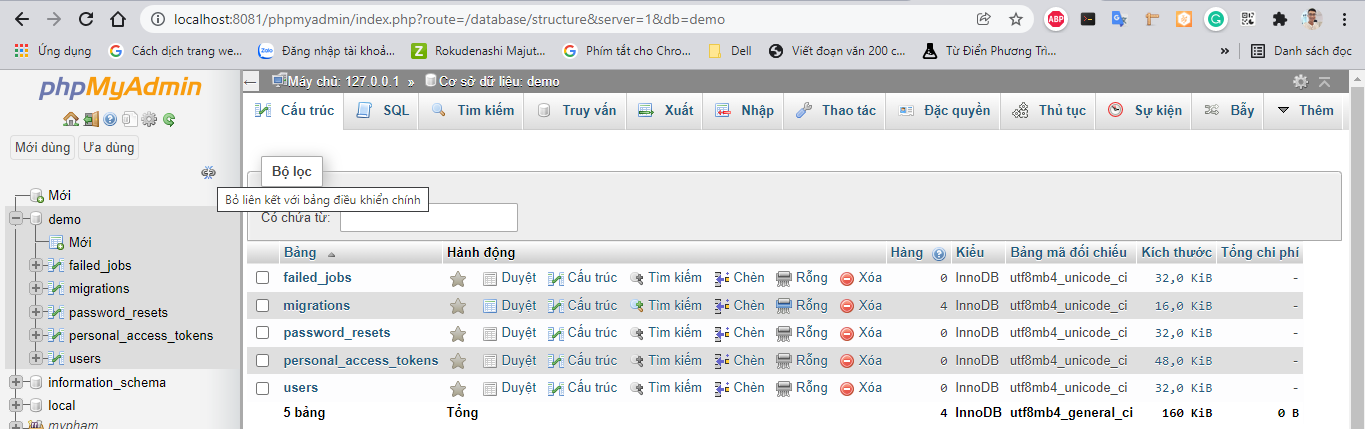 localhost:8081/phpmyadmin/index.php?route=/database/structure&server=1&db=demo
ABP
Ứng dụng Cách dịch trang we... Zalo Đăng nhập tài khoả... Z Rokudenashi Majut... Phím tắt cho Chro... Dell Viết đoạn văn 200 c... Từ Điển Phương Trì... » Danh sách đọc
phpMyAdmin
← Máy chủ: 127.0.0.1 » Cơ sở dữ liệu: demo
Cấu trúc SQL Tìm kiếm Truy vấn Xuất Nhập Thao tác Đặc quyền Thủ tục Sự kiện Bẫy Thêm
Mới dùng Ưa dùng
Mới
demo
Mới
failed_jobs
migrations
password_resets
personal_access_tokens
users
information_schema
local
mypham
Bộ lọc
Bỏ liên kết với bảng điều khiển chính
Có chứa từ:
Bảng Hành động Hàng Kiểu Bảng mã đối chiếu Kích thước Tổng chi phí
failed_jobs Duyệt Cấu trúc Tìm kiếm Chèn Rỗng Xóa 0 InnoDB utf8mb4_unicode_ci 32,0 KiB -
migrations Duyệt Cấu trúc Tìm kiếm Chèn Rỗng Xóa 4 InnoDB utf8mb4_unicode_ci 16,0 KiB -
password_resets Duyệt Cấu trúc Tìm kiếm Chèn Rỗng Xóa 0 InnoDB utf8mb4_unicode_ci 32,0 KiB -
personal_access_tokens Duyệt Cấu trúc Tìm kiếm Chèn Rỗng Xóa 0 InnoDB utf8mb4_unicode_ci 48,0 KiB -
users Duyệt Cấu trúc Tìm kiếm Chèn Rỗng Xóa 0 InnoDB utf8mb4_unicode_ci 32,0 KiB -
5 bảng Tổng 4 InnoDB utf8mb4_general_ci 160 KiB 0 B